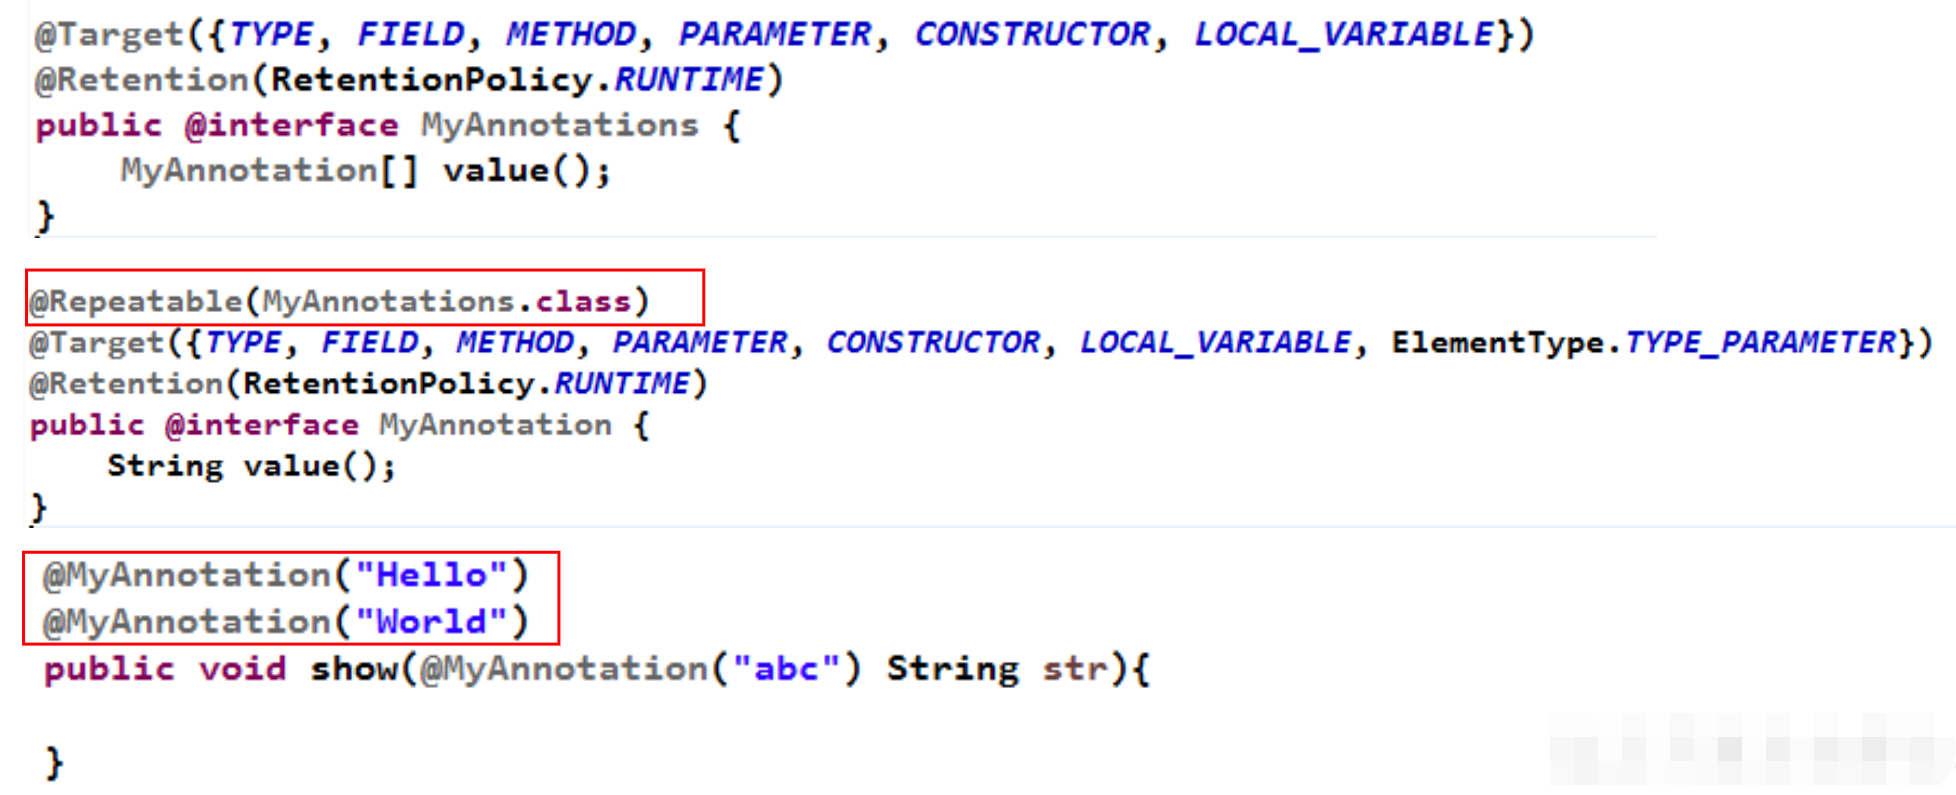 @Target({TYPE, FIELD, METHOD, PARAMETER, CONSTRUCTOR, LOCAL_VARIABLE})
@Retention(RetentionPolicy.RUNTIME)
public @interface MyAnnotations {
    MyAnnotation[] value();
}
@Repeatable(MyAnnotations.class)
@Target({TYPE, FIELD, METHOD, PARAMETER, CONSTRUCTOR, LOCAL_VARIABLE, ElementType.TYPE_PARAMETER})
@Retention(RetentionPolicy.RUNTIME)
public @interface MyAnnotation {
    String value();
}
@MyAnnotation("Hello")
@MyAnnotation("World")
public void show(@MyAnnotation("abc") String str){
}